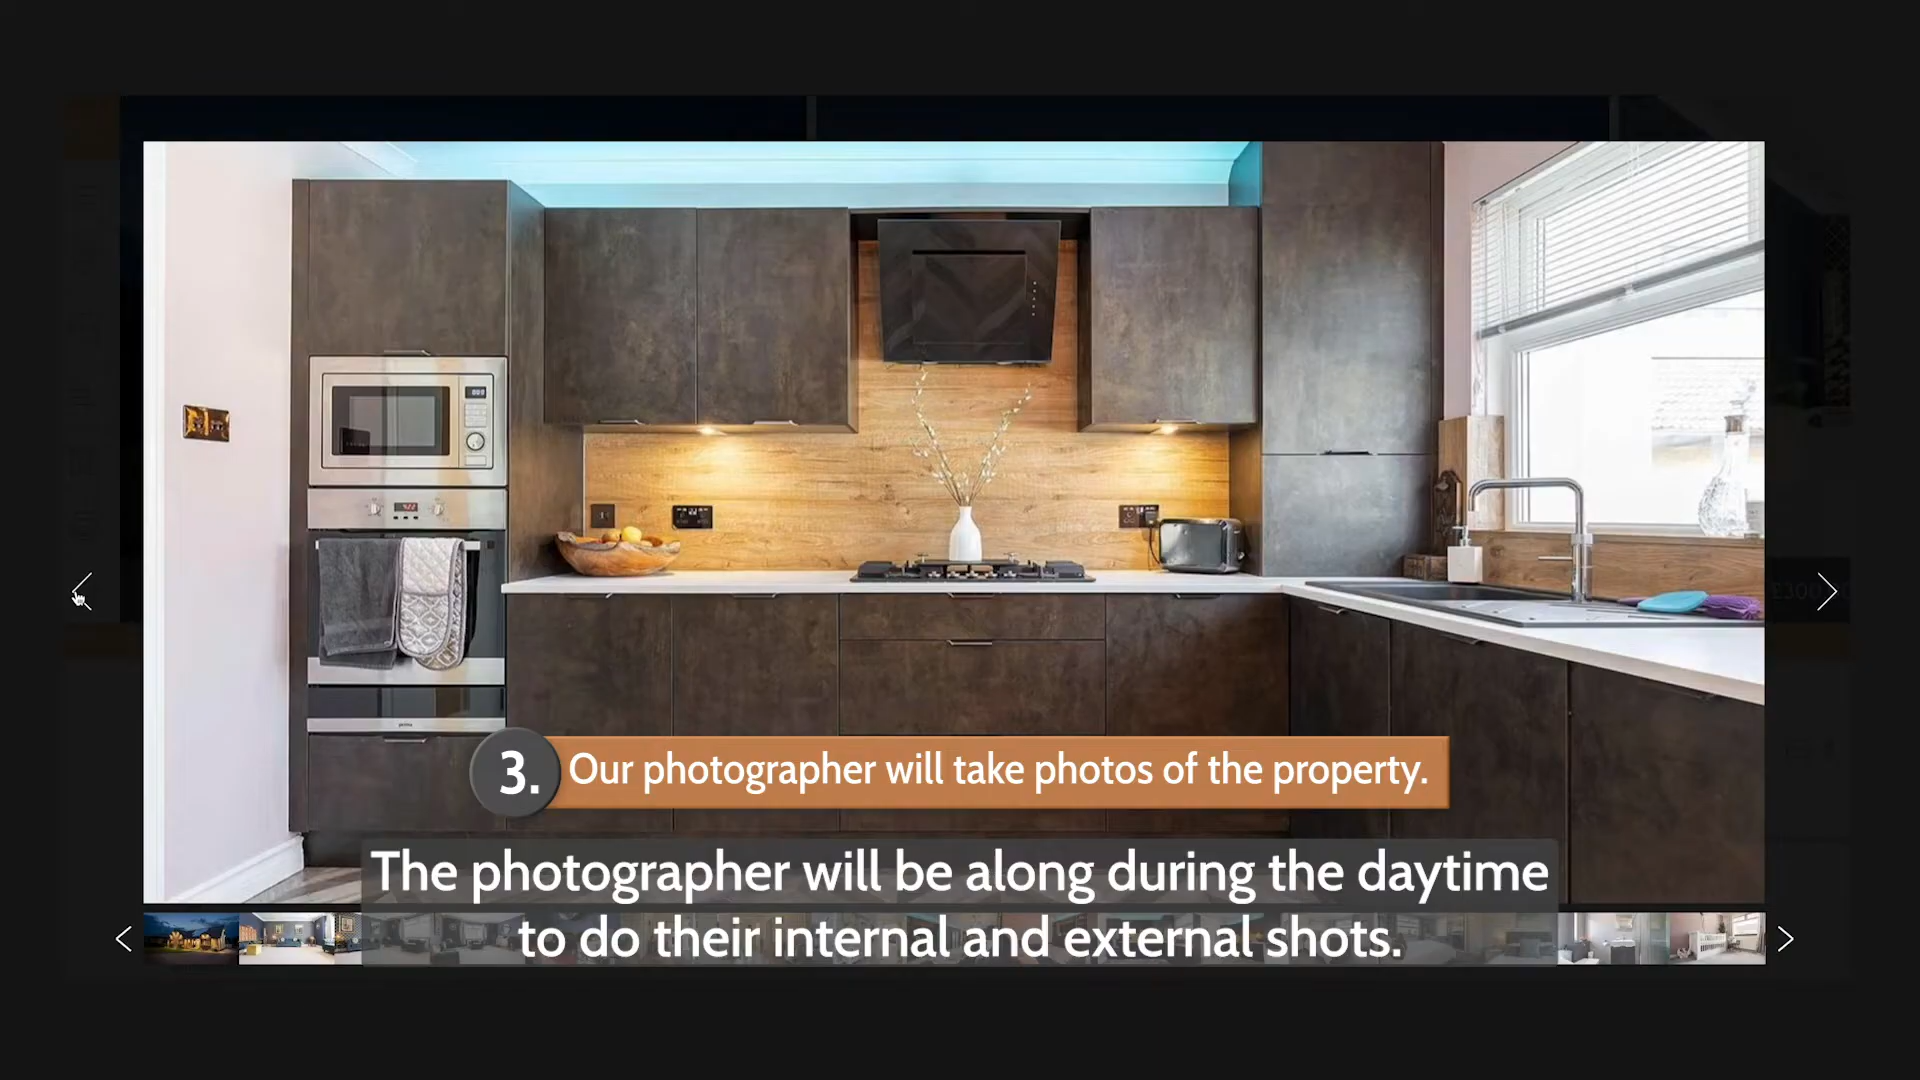 3. Our photographer will take photos of the property.
The photographer will be along during the daytime
to do their internal and external shots.